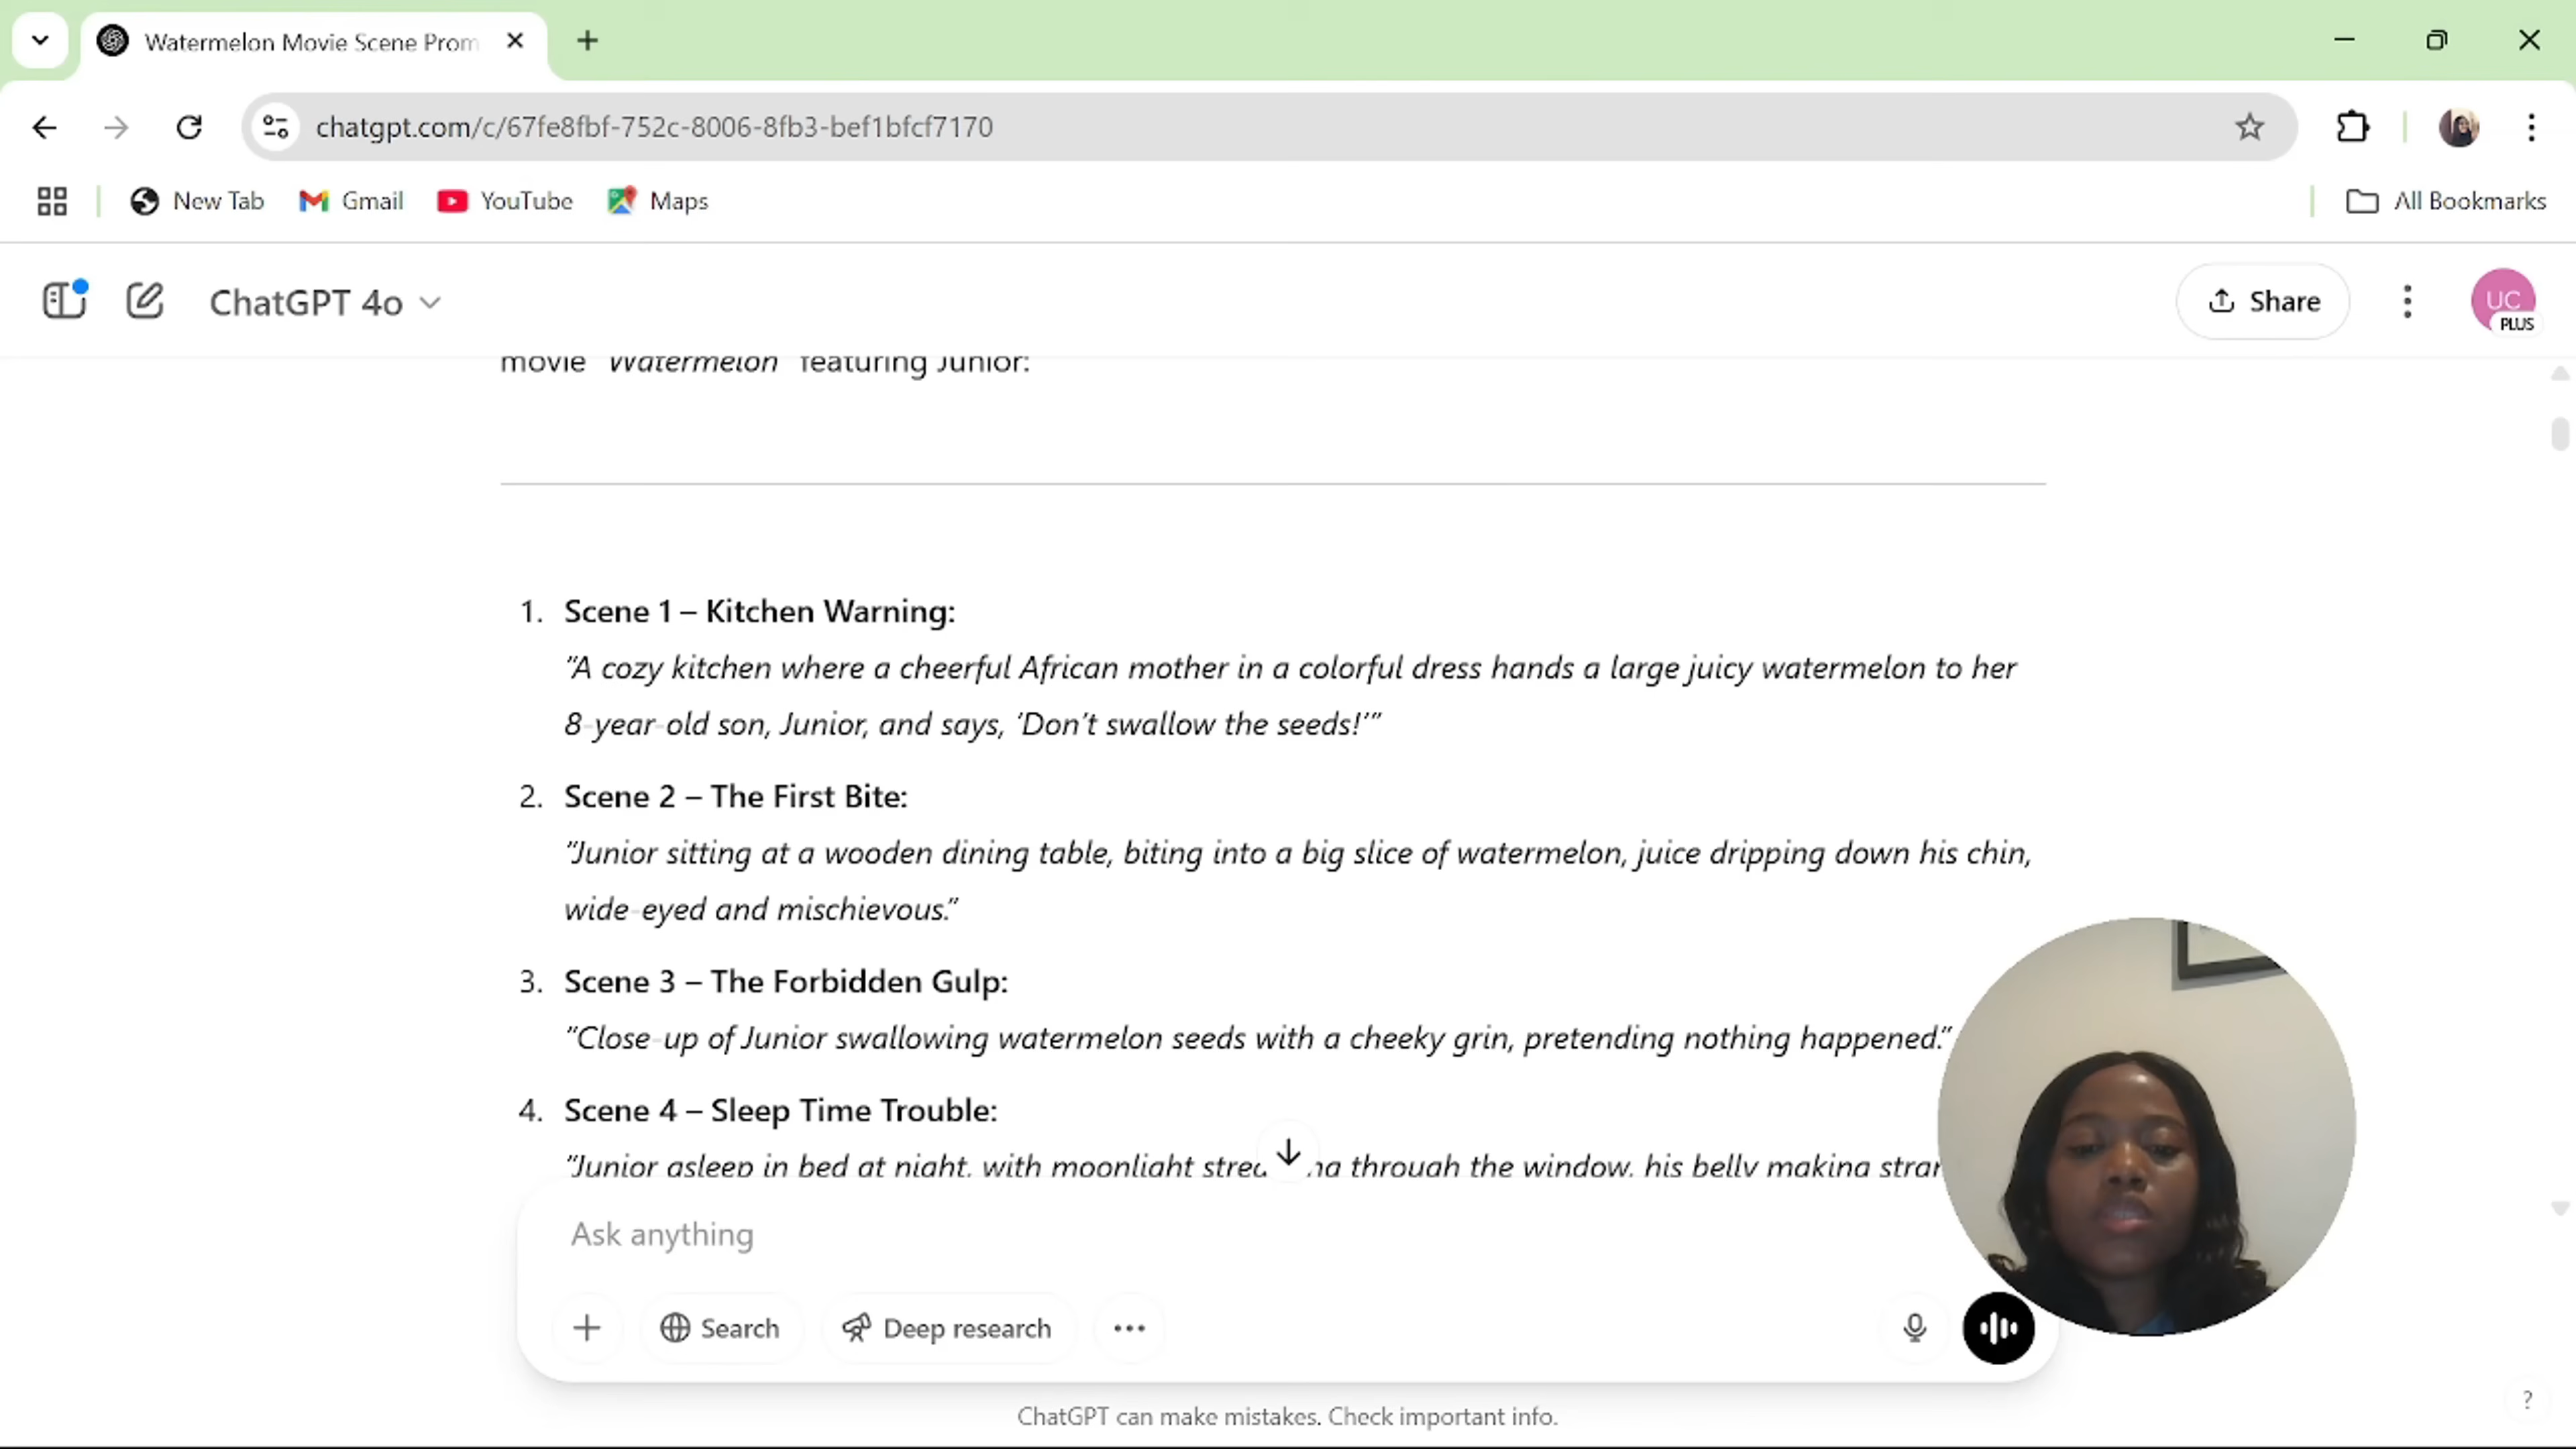 Watermelon Movie Scene Prom
chatgpt.com/c/67fe8fbf-752c-8006-8fb3-bef1bfcf7170
New Tab
Gmail
YouTube
Maps
All Bookmarks
ChatGPT 4o
Share
UC
PLUS
movie "Watermelon" featuring Junior:
1. Scene 1 – Kitchen Warning:
"A cozy kitchen where a cheerful African mother in a colorful dress hands a large juicy watermelon to her
8-year-old son, Junior, and says, 'Don't swallow the seeds!'"
2. Scene 2 – The First Bite:
"Junior sitting at a wooden dining table, biting into a big slice of watermelon, juice dripping down his chin,
wide-eyed and mischievous."
3. Scene 3 – The Forbidden Gulp:
"Close-up of Junior swallowing watermelon seeds with a cheeky grin, pretending nothing happened."
4. Scene 4 – Sleep Time Trouble:
"Junior asleep in bed at night, with moonlight through the window, his belly making
Ask anything
Search
Deep research
ChatGPT can make mistakes. Check important info.
?